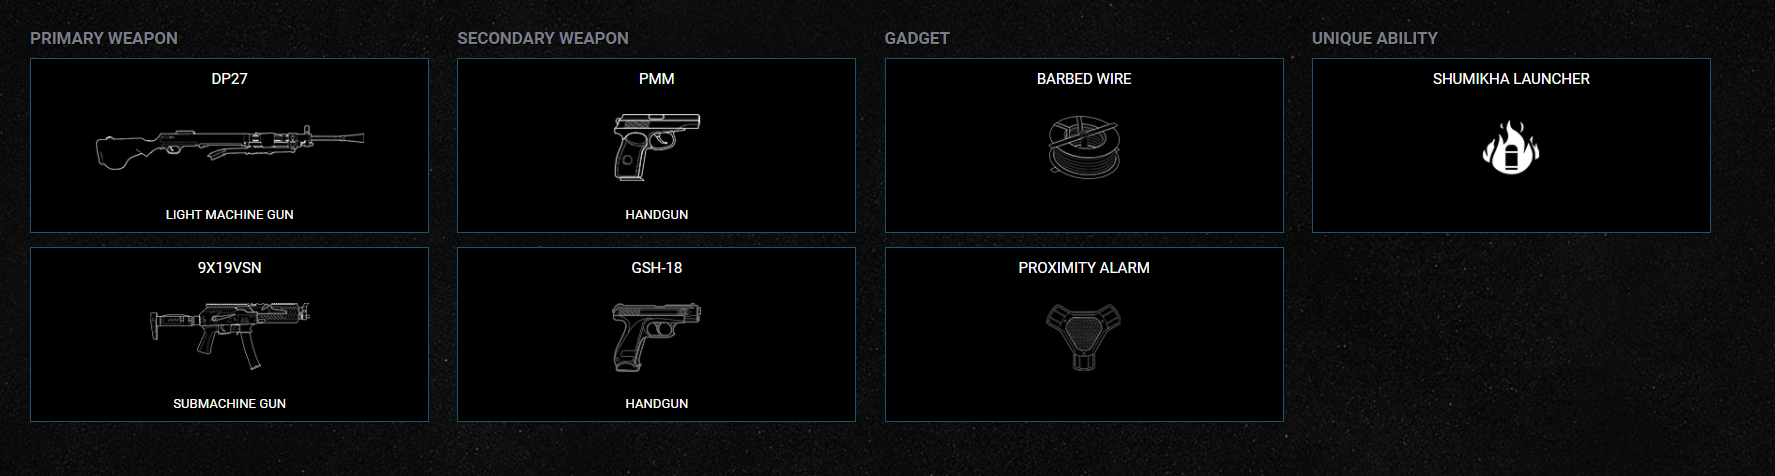 PRIMARY WEAPON
SECONDARY WEAPON
GADGET
UNIQUE ABILITY
DP27
PMM
BARBED WIRE
SHUMIKHA LAUNCHER
LIGHT MACHINE GUN
HANDGUN
9X19VSN
GSH-18
PROXIMITY ALARM
SUBMACHINE GUN
HANDGUN